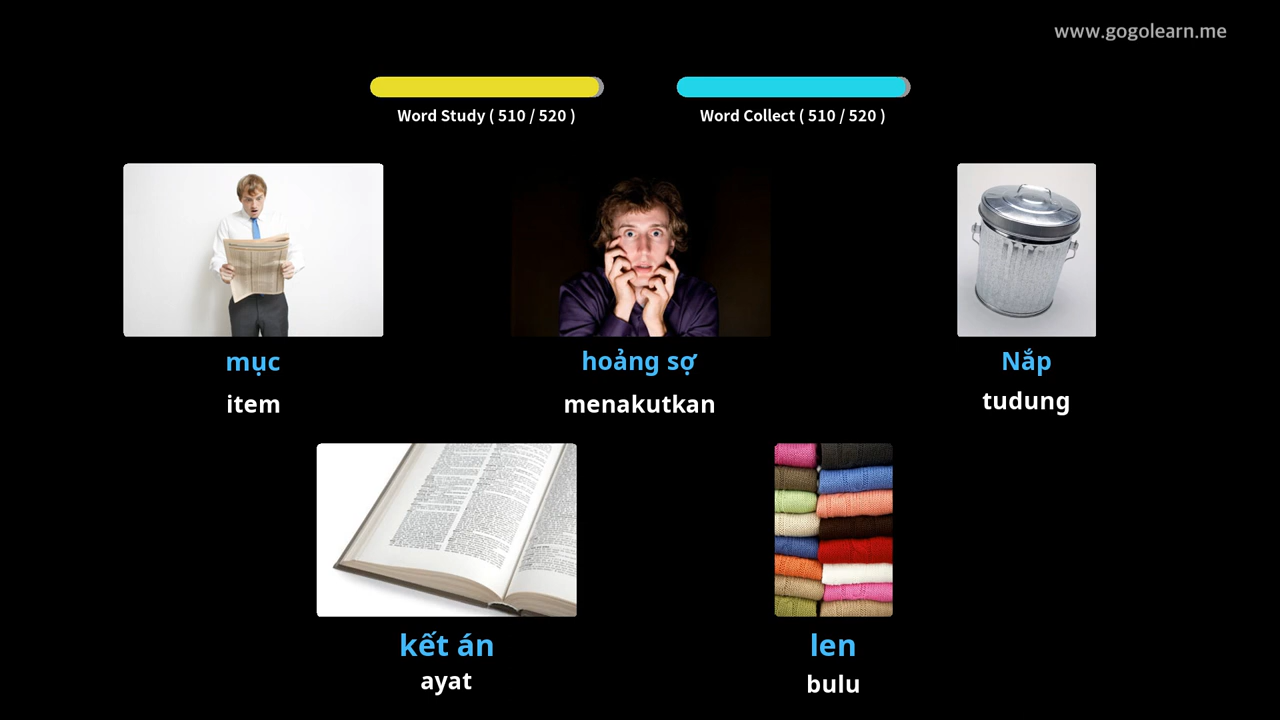 www.gogolearn.me
Word Study ( 510 / 520 )
Word Collect ( 510 / 520 )
mục
item
hoảng sợ
menakutkan
Nắp
tudung
kết án
ayat
len
bulu